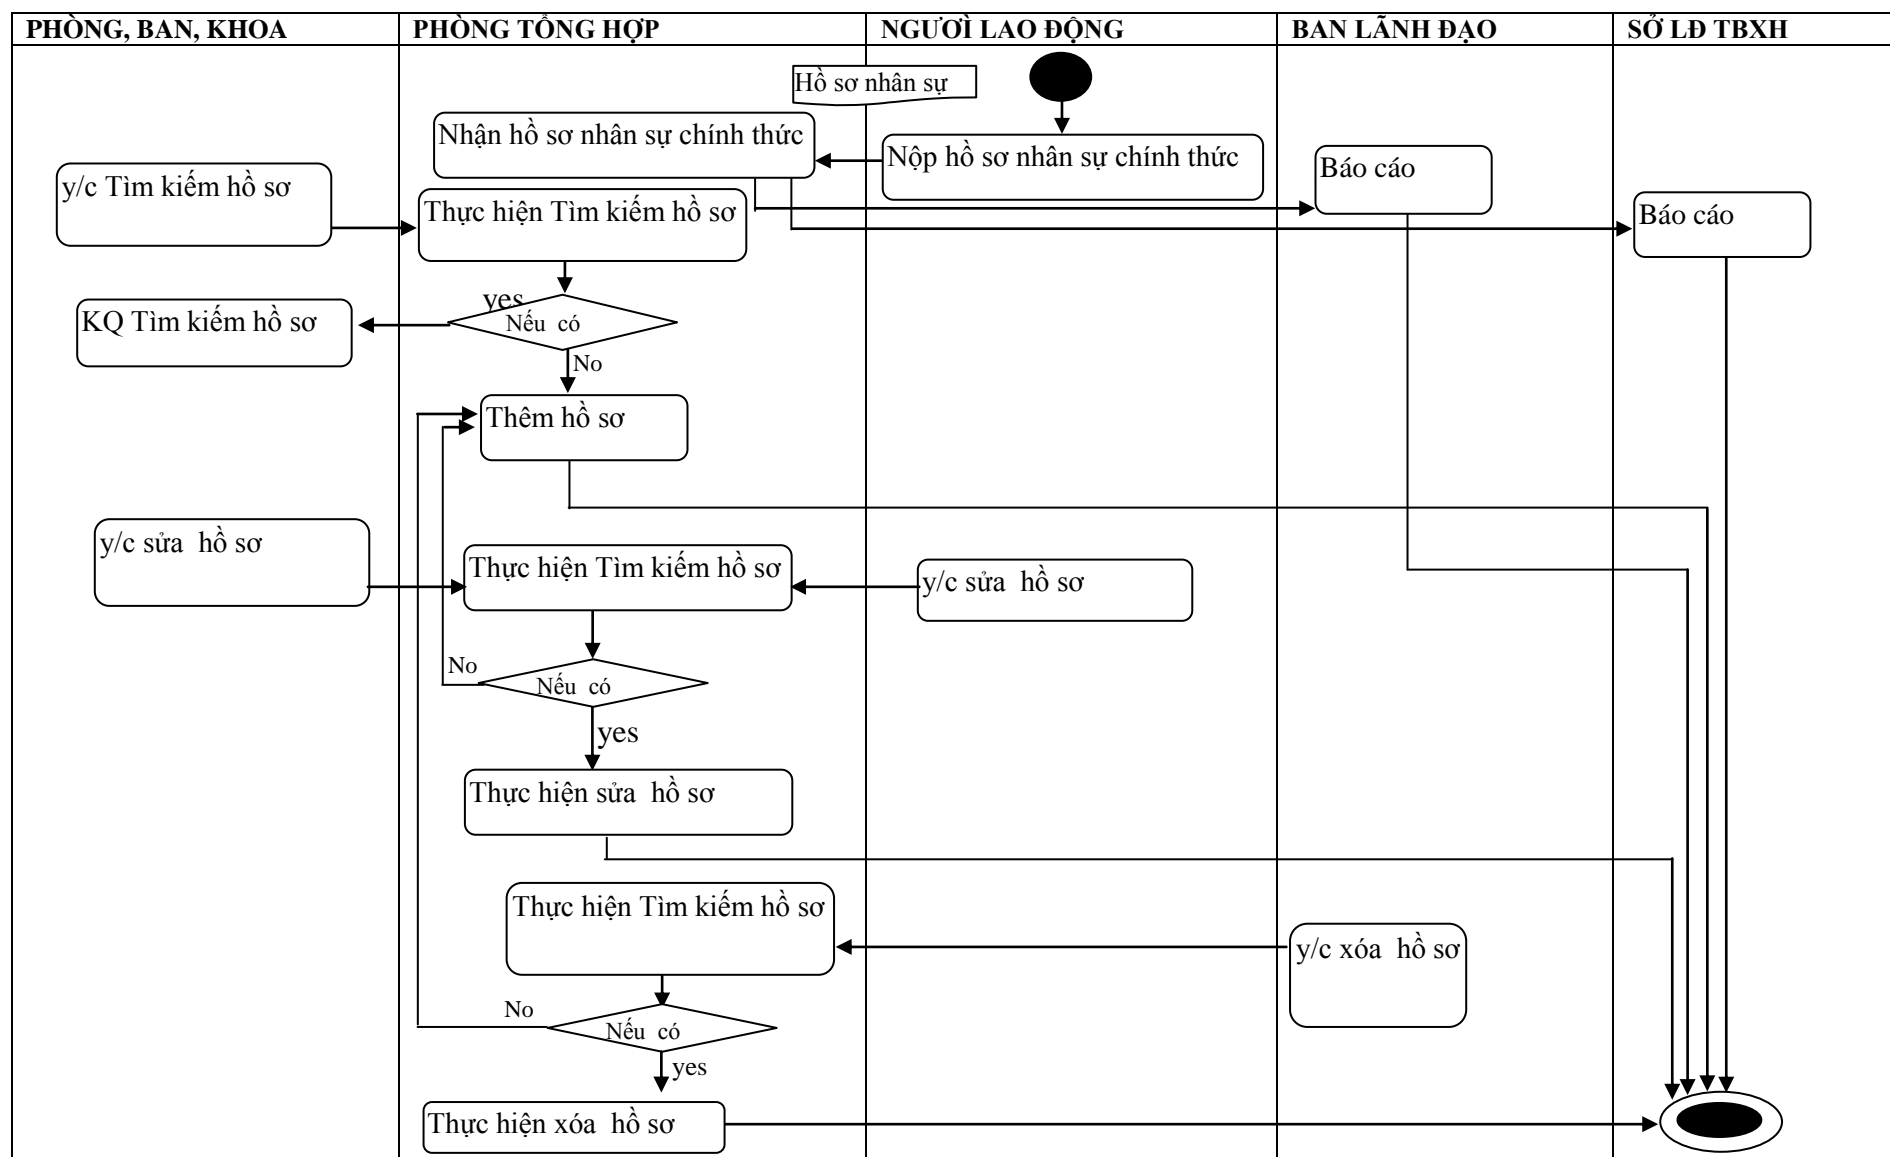 PHÒNG, BAN, KHOA
PHÒNG TỔNG HỢP
NGƯƠÌ LAO ĐỘNG
BAN LÃNH ĐẠO
SỞ LĐ TBXH
Hồ sơ nhân sự
Nhận hồ sơ nhân sự chính thức
Nộp hồ sơ nhân sự chính thức
Báo cáo
y/c Tìm kiếm hồ sơ
Thực hiện Tìm kiếm hồ sơ
Báo cáo
yes
KQ Tìm kiếm hồ sơ
Nếu có
No
Thêm hồ sơ
y/c sửa hồ sơ
Thực hiện Tìm kiếm hồ sơ
y/c sửa hồ sơ
No
Nếu có
yes
Thực hiện sửa hồ sơ
Thực hiện Tìm kiếm hồ sơ
y/c xóa hồ sơ
No
Nếu có
yes
Thực hiện xóa hồ sơ